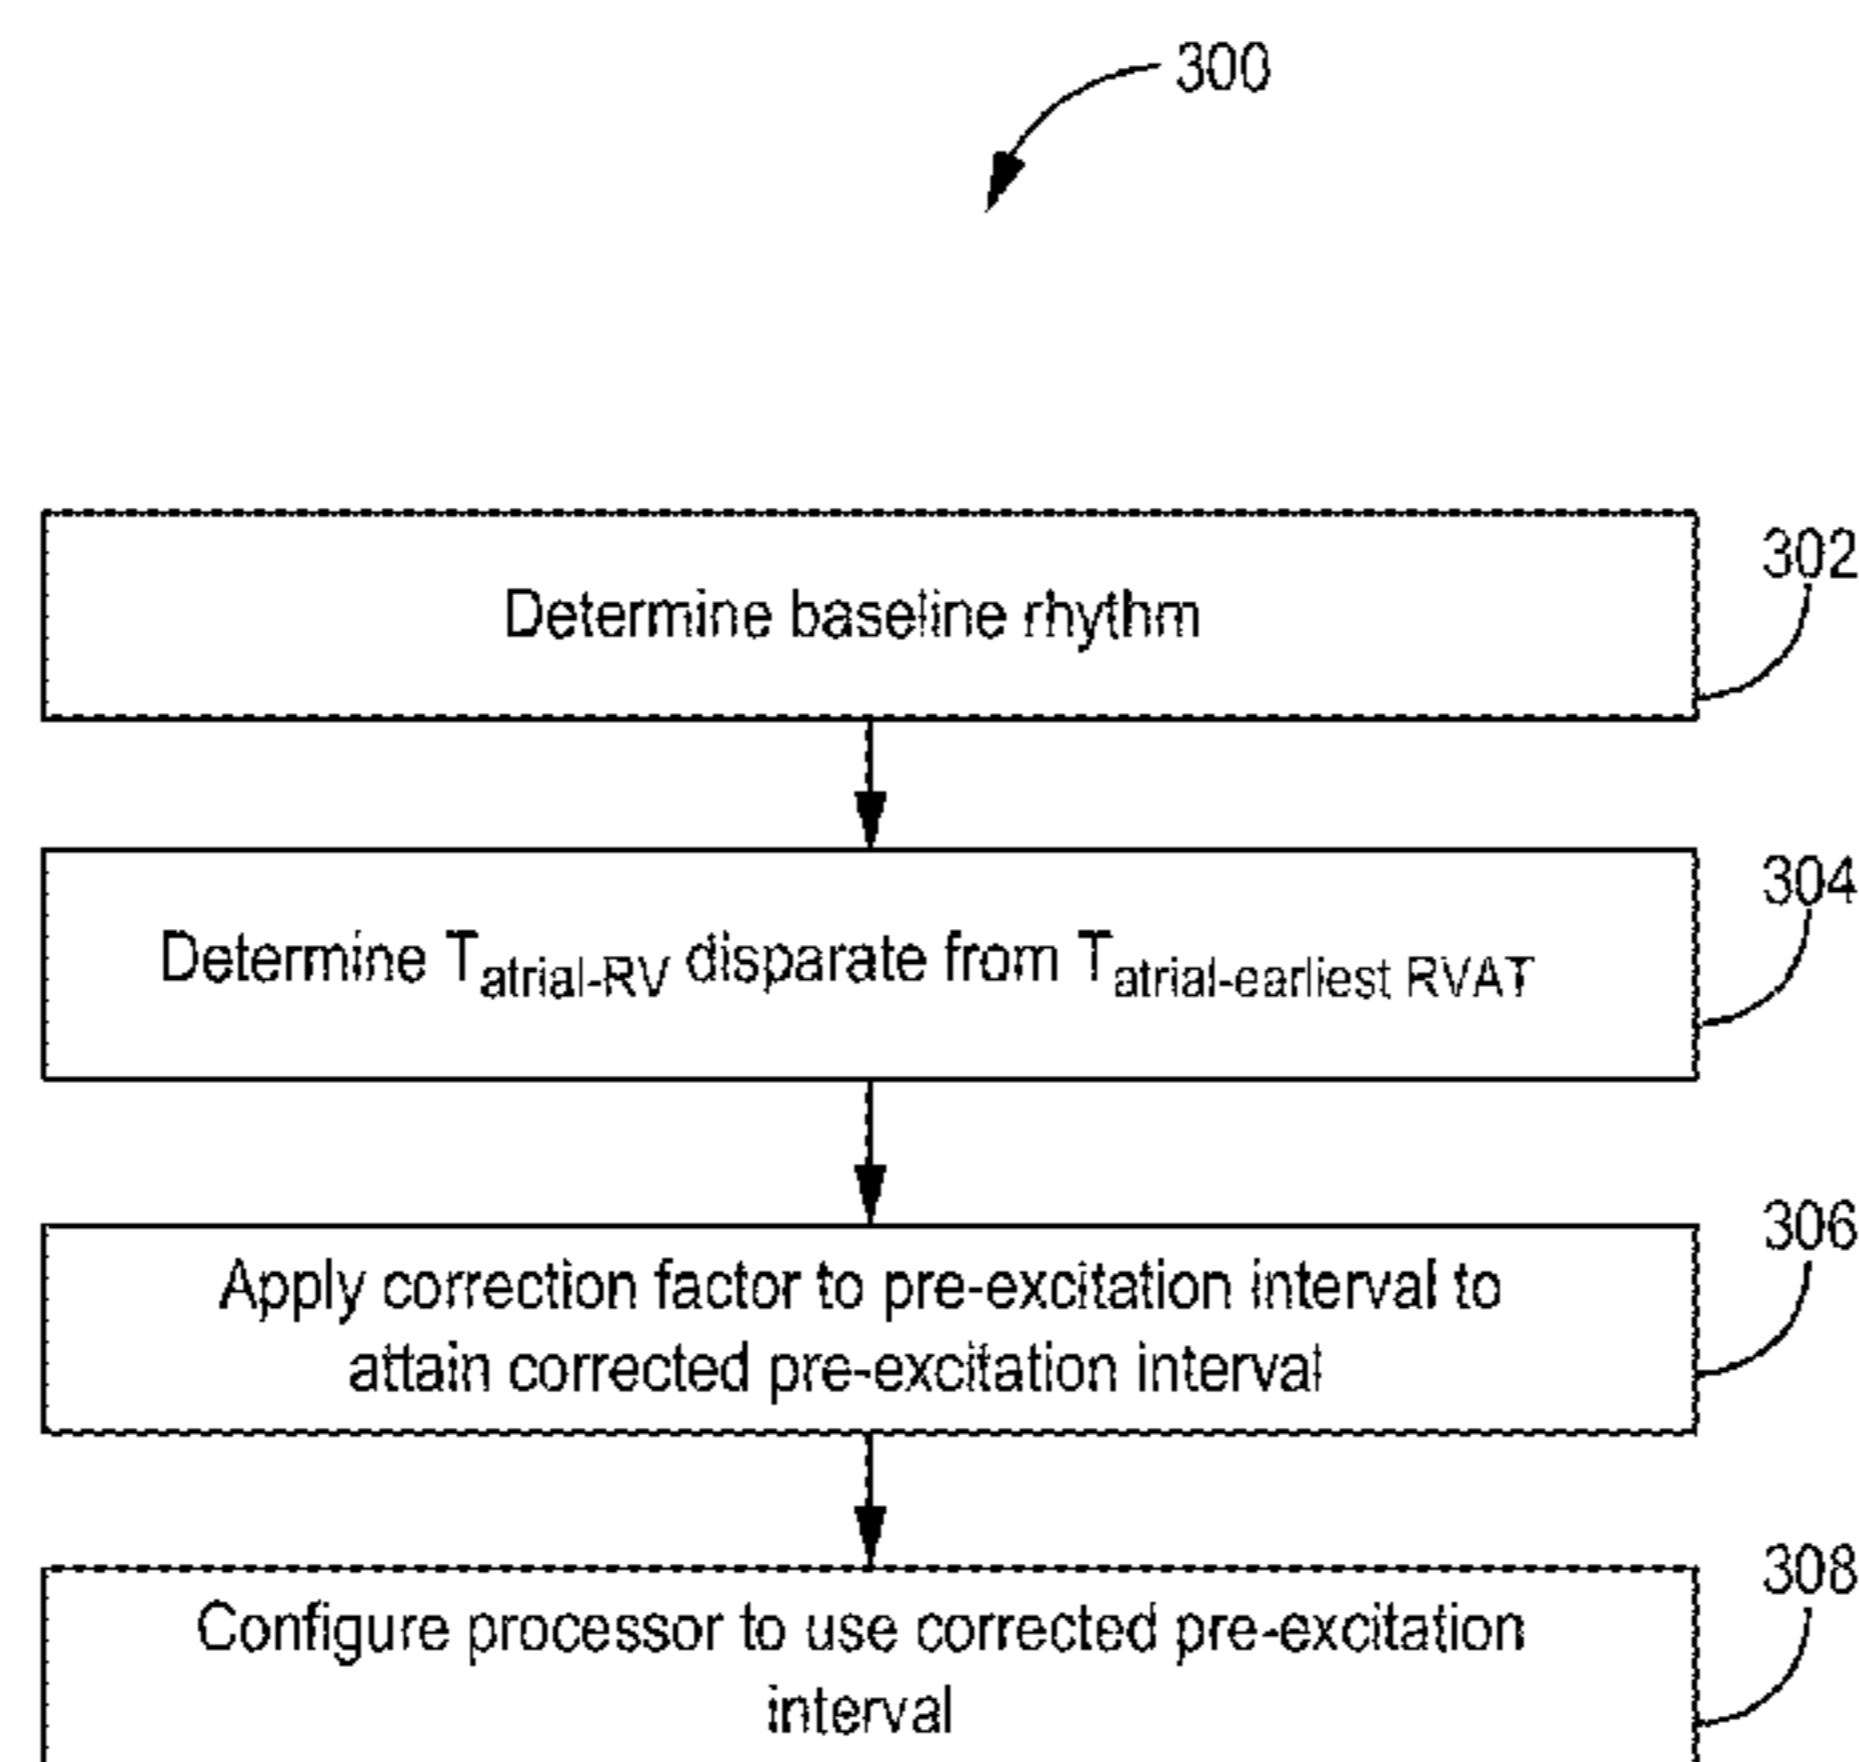 300
Determine baseline rhythm
302
Determine Tatrial-RV disparate from Tatrial-earliest RVAT
304
Apply correction factor to pre-excitation interval to
attain corrected pre-excitation interval
306
Configure processor to use corrected pre-excitation
interval
308